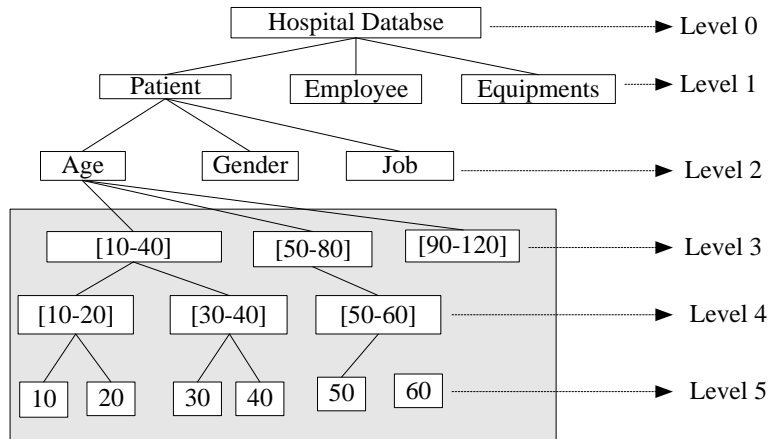 Hospital Databse Level 0
Patient Employee Equipments Level 1
Age Gender Job Level 2
[10-40] [50-80] [90-120] Level 3
[10-20] [30-40] [50-60] Level 4
10 20 30 40 50 60 Level 5